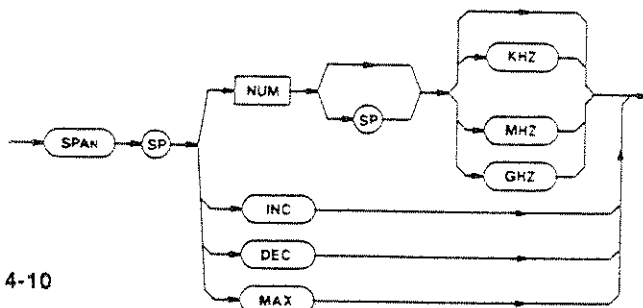 KHZ
NUM
SP
SPAN
SP
MHZ
GHZ
INC
DEC
4-10
MAX